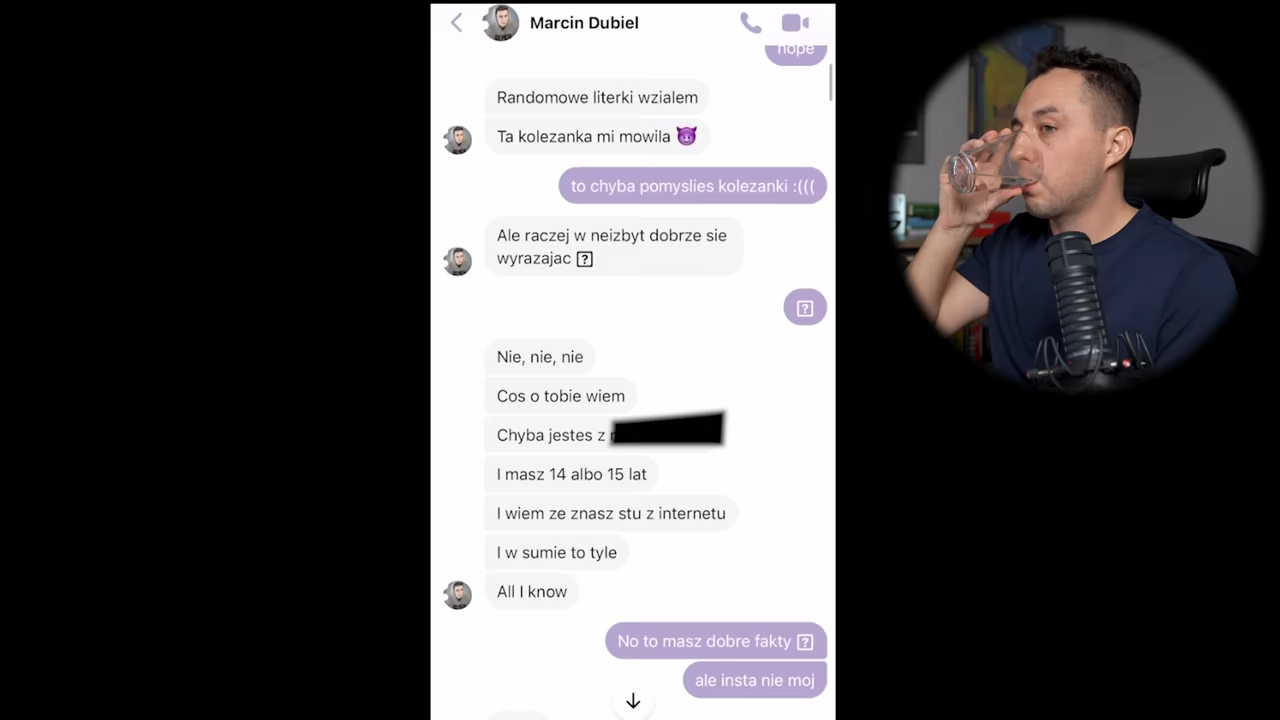 Marcin Dubiel
nope
Randomowe literki wzialem
Ta kolezanka mi mowila 😈
to chyba pomyslies kolezanki :(((
Ale raczej w neizbyt dobrze sie
wyrazajac
Nie, nie, nie
Cos o tobie wiem
Chyba jestes z
I masz 14 albo 15 lat
I wiem ze znasz stu z internetu
I w sumie to tyle
All I know
No to masz dobre fakty
ale insta nie moj